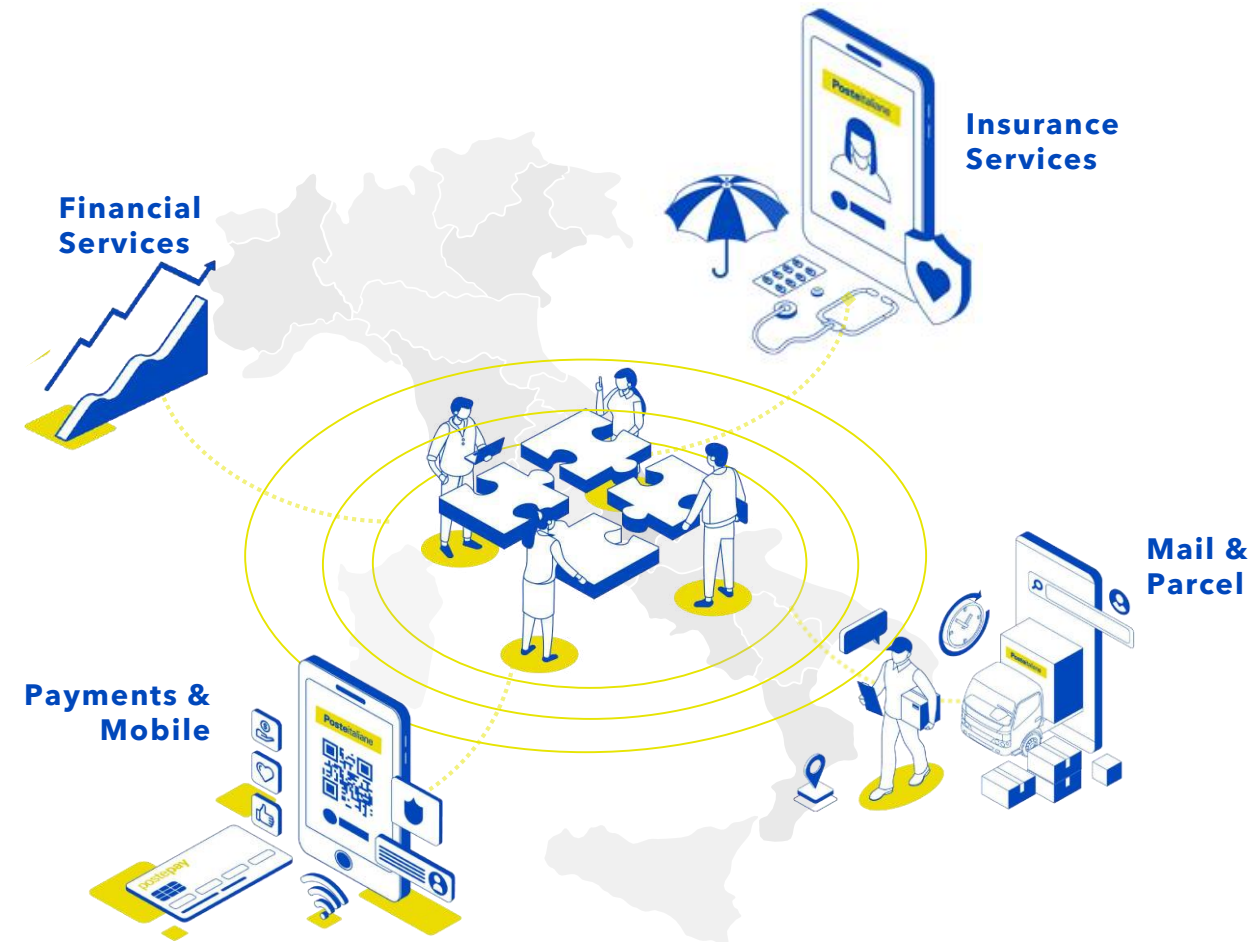 Posteitaliane
Insurance
Services
Financial
Services
Mail &
Parcel
Posteitaliane
Payments &
Mobile
Posteitaliane
postepay